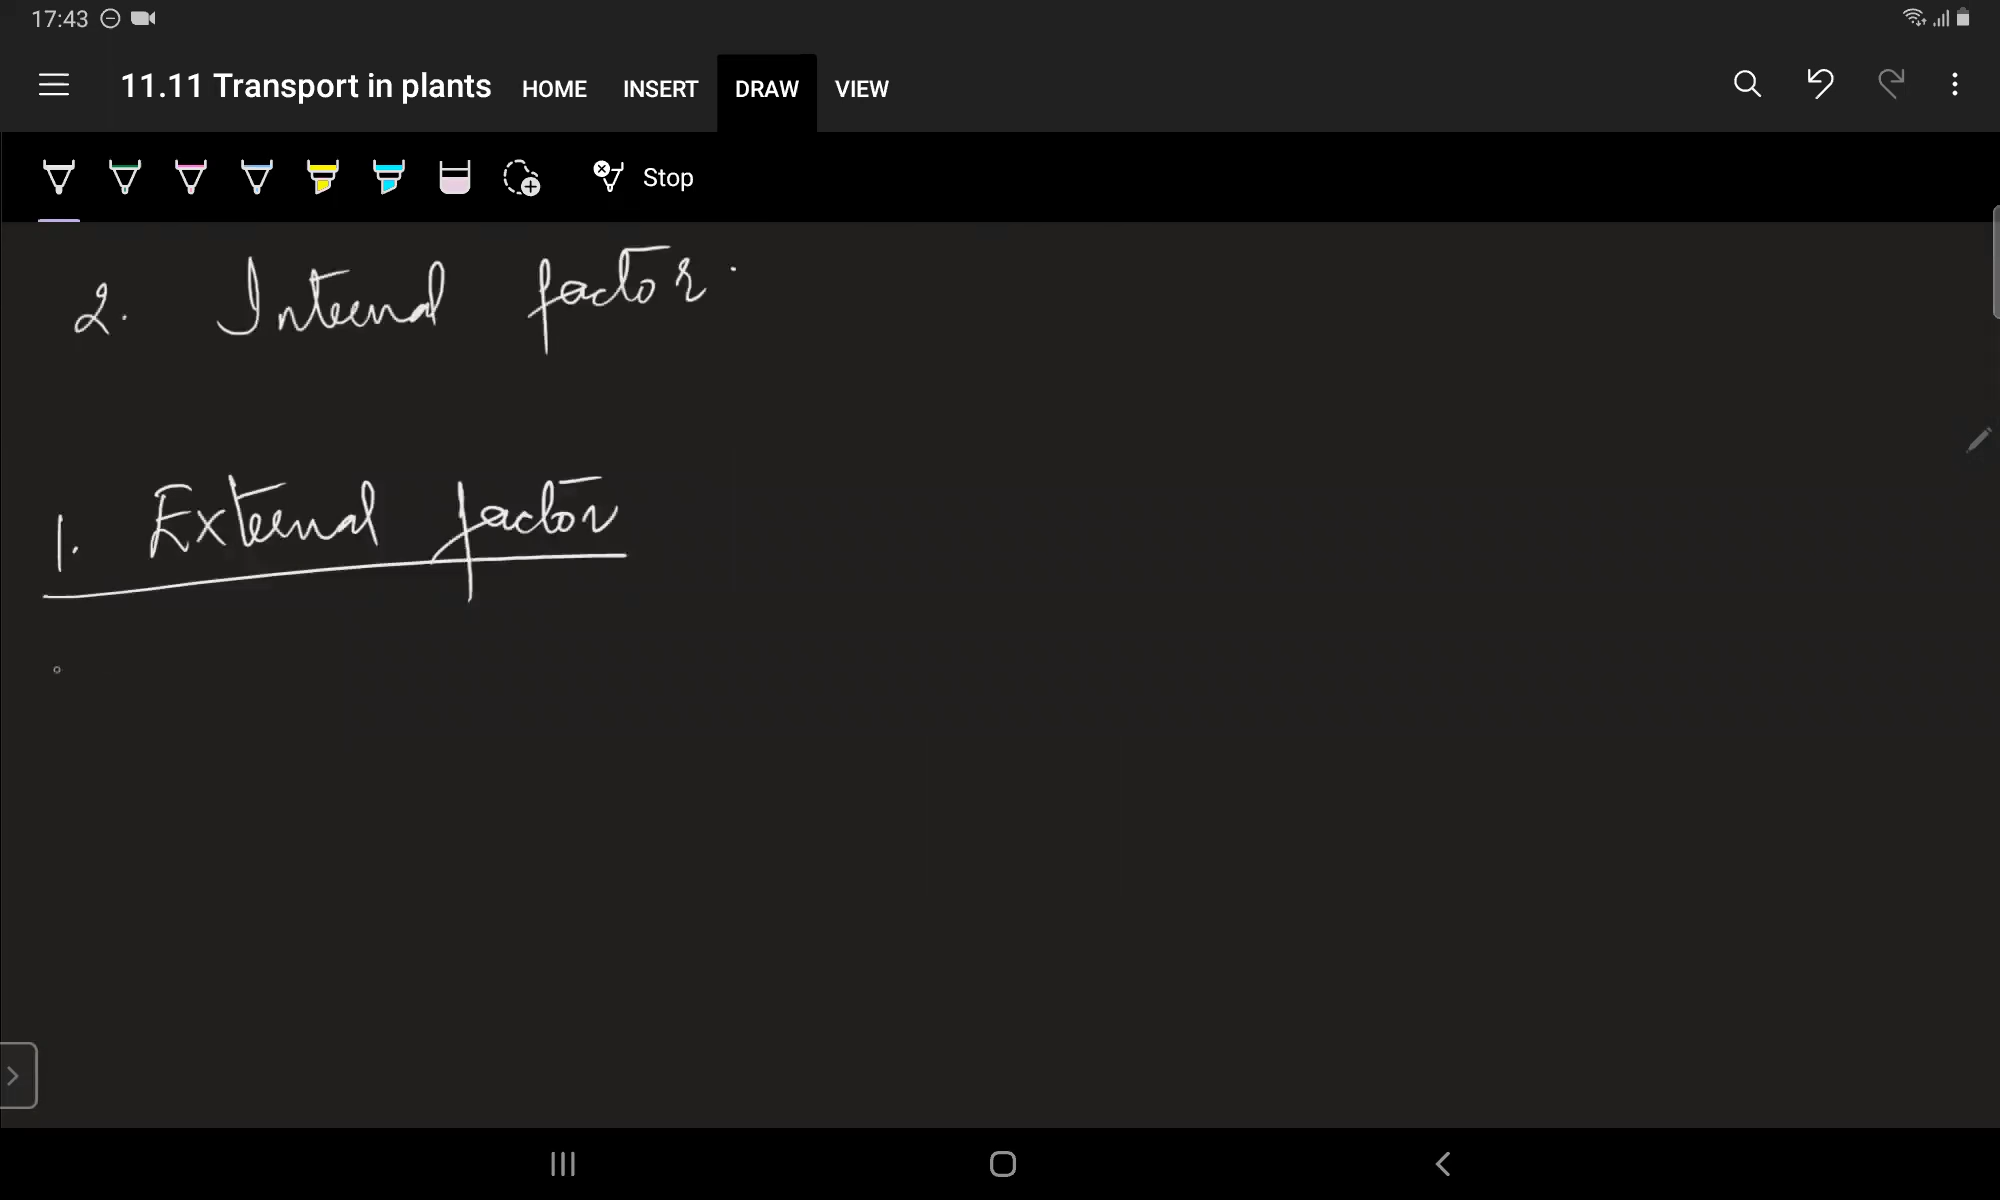 17:43
11.11 Transport in plants HOME INSERT DRAW VIEW
Stop
2. Internal factor.
1. External factor